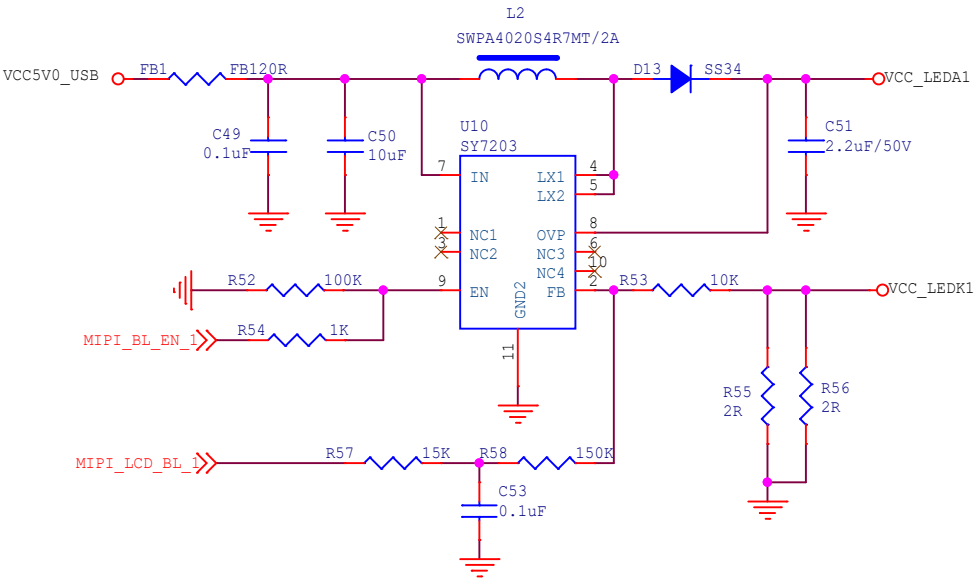 L2
SWPA4020S4R7MT/2A
VCC5V0_USB
FB1
FB120R
D13
SS34
VCC_LEDA1
C49
0.1uF
C50
10uF
U10
SY7203
C51
2.2uF/50V
7
IN
LX1
4
LX2
5
1
NC1
OVP
8
3
NC2
NC3
6
NC4
10
R52
100K
9
EN
FB
2
GND2
11
R53
10K
VCC_LEDK1
MIPI_BL_EN_1
R54
1K
R55
2R
R56
2R
MIPI_LCD_BL_1
R57
15K
R58
150K
C53
0.1uF